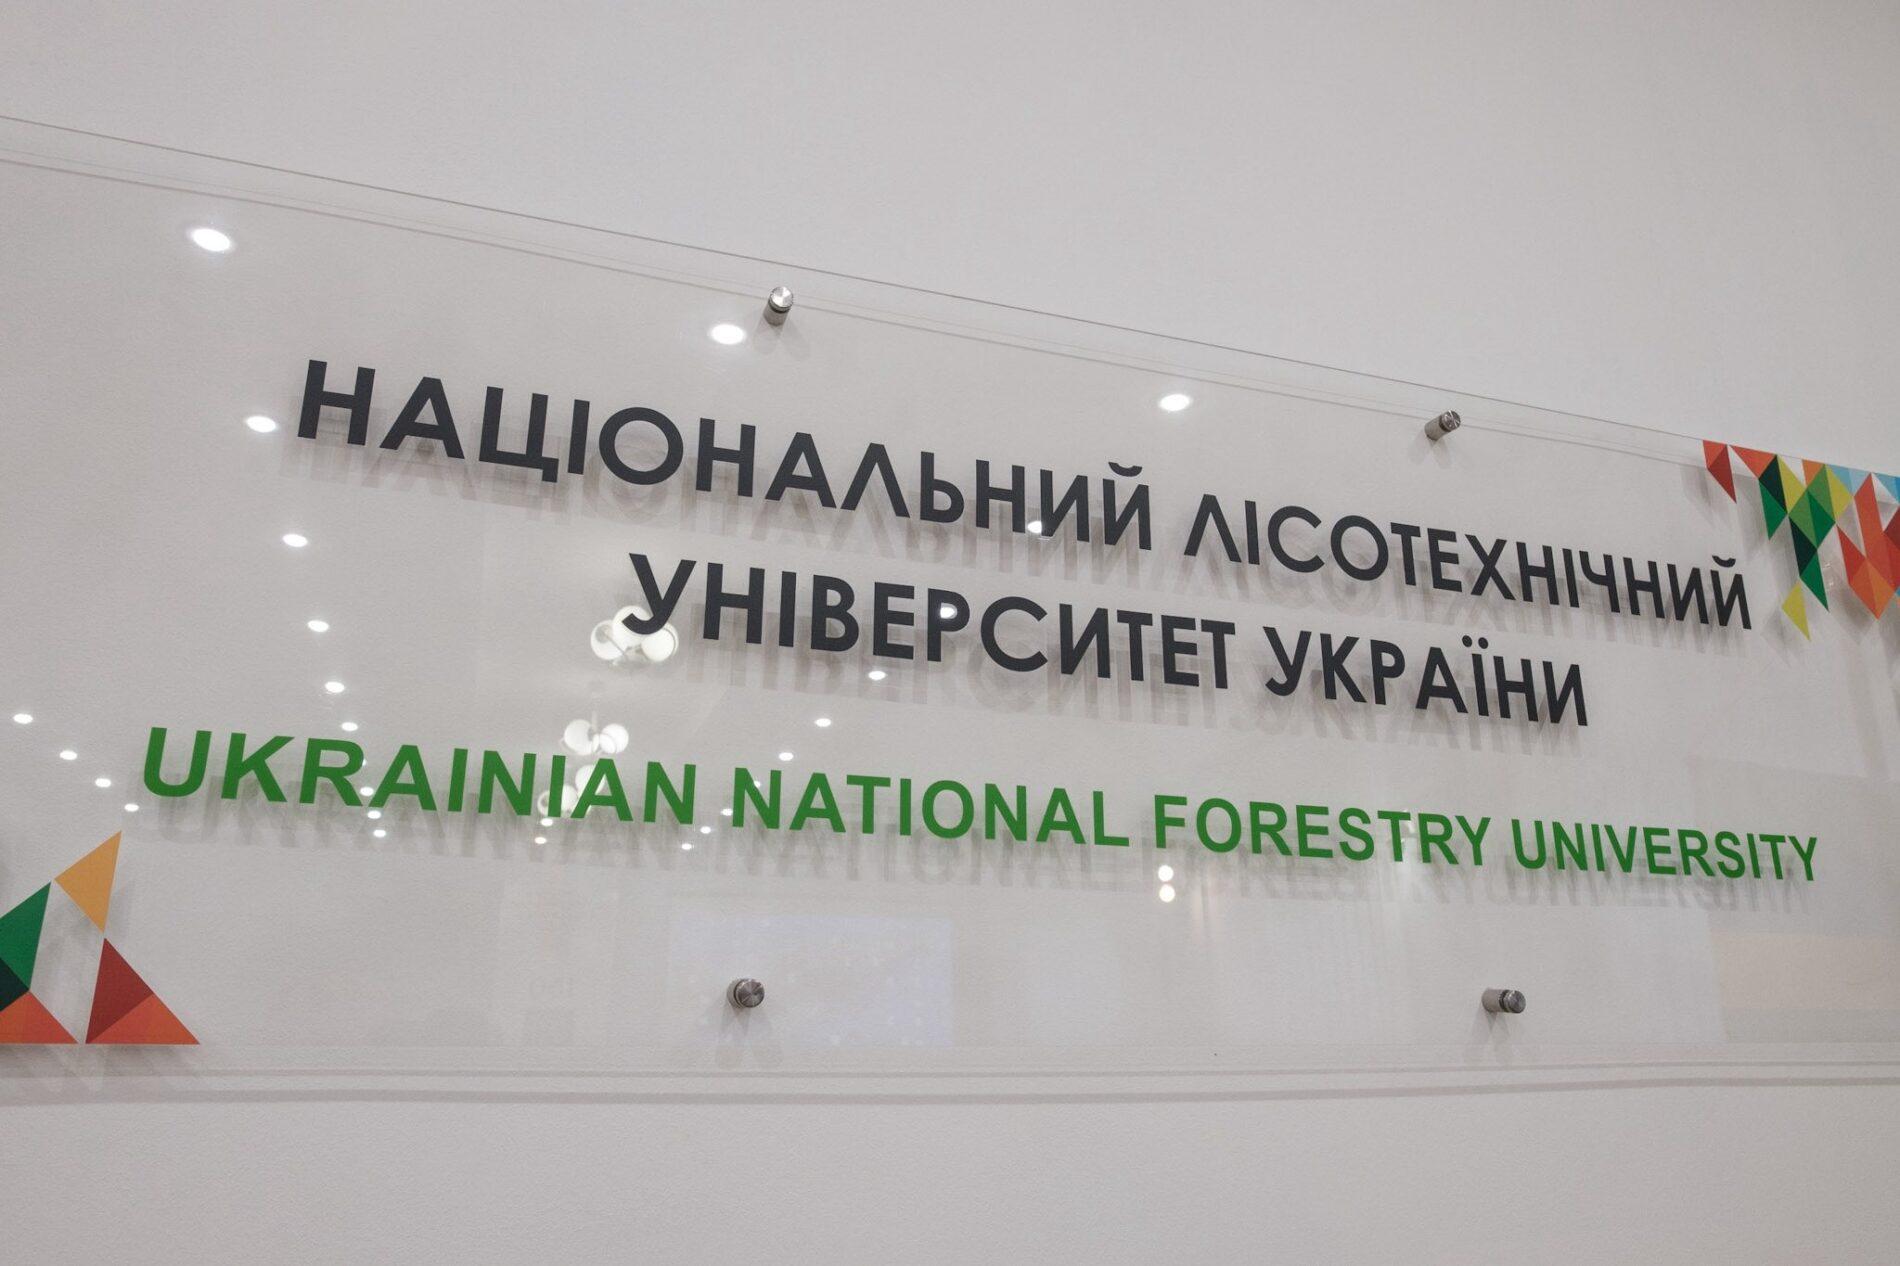 НАЦІОНАЛЬНИЙ ЛІСОТЕХНІЧНИЙ
УНІВЕРСИТЕТ УКРАЇНИ
UKRAINIAN NATIONAL FORESTRY UNIVERSITY